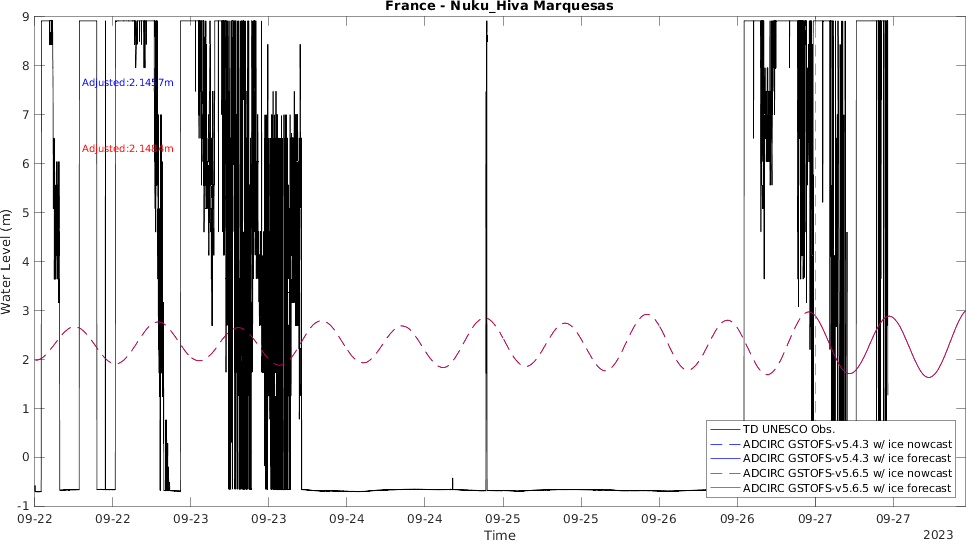 France - Nuku_Hiva Marquesas
9
8
7
6
5
4
3
2
1
0
-1
Water Level (m)
Adjusted:2.1457m
Adjusted:2.1484m
TD UNESCO Obs.
ADCIRC GSTOFS-v5.4.3 w/ ice nowcast
ADCIRC GSTOFS-v5.4.3 w/ ice forecast
ADCIRC GSTOFS-v5.6.5 w/ ice nowcast
ADCIRC GSTOFS-v5.6.5 w/ ice forecast
09-22 09-22 09-23 09-23 09-24 09-24 09-25 09-25 09-26 09-26 09-27 09-27
Time
2023